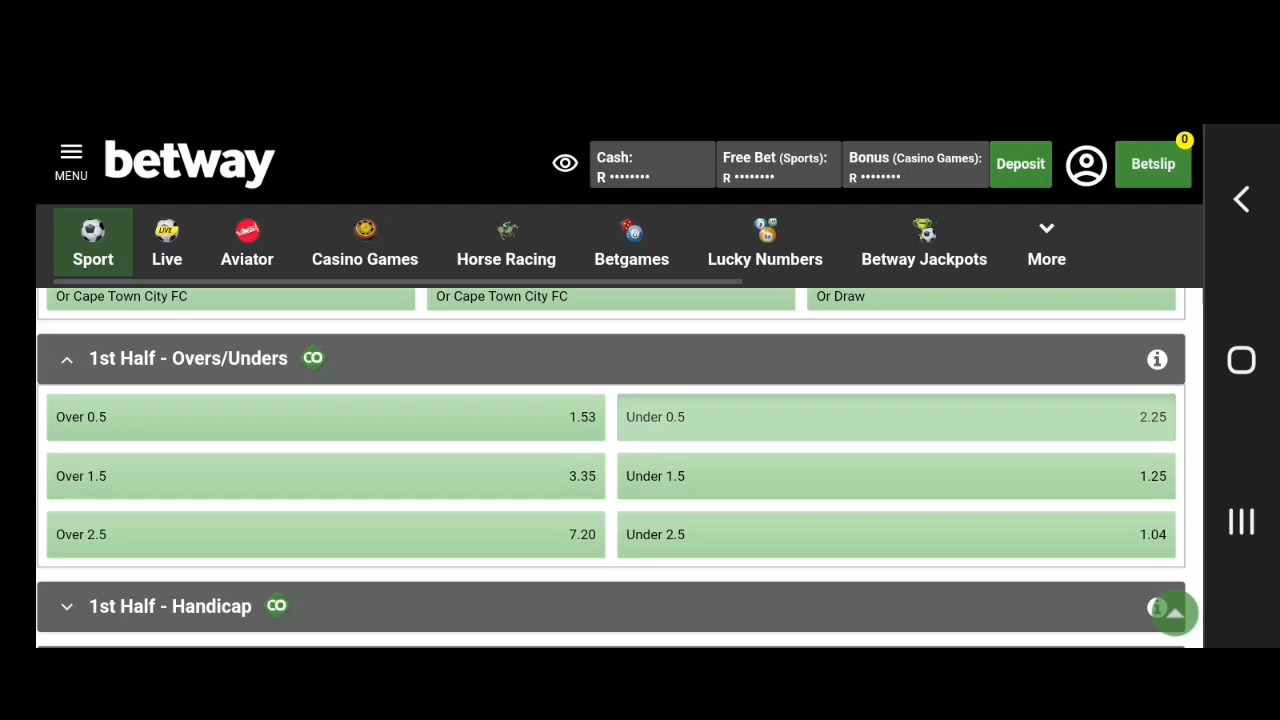 MENU
betway
Cash:
R ••••••••
Free Bet (Sports):
R ••••••••
Bonus (Casino Games):
R ••••••••
Deposit
0
Betslip
Sport
LIVE
Live
Aviator
Casino Games
Horse Racing
Betgames
Lucky Numbers
Betway Jackpots
More
Or Cape Town City FC
Or Cape Town City FC
Or Draw
1st Half - Overs/Unders CO
Over 0.5 1.53
Under 0.5 2.25
Over 1.5 3.35
Under 1.5 1.25
Over 2.5 7.20
Under 2.5 1.04
1st Half - Handicap CO